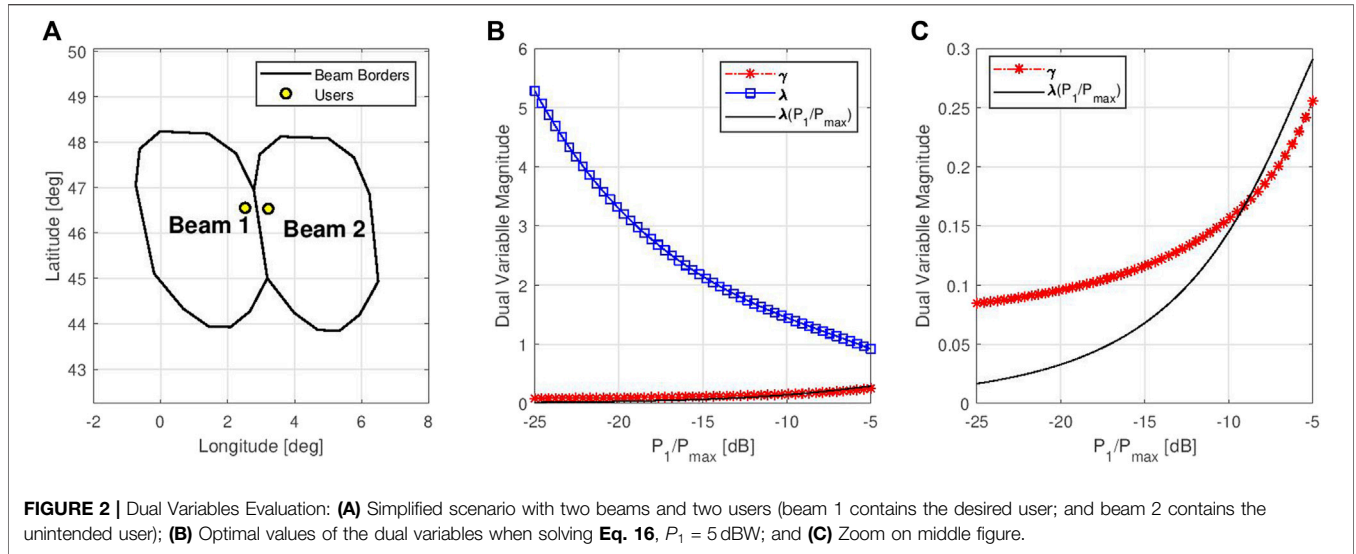 A
50
49
48
47
46
45
44
43
Latitude [deg]
Beam Borders
Users
Beam 1
Beam 2
-2
0
2
4
6
8
Longitude [deg]
B
6
5
4
3
2
1
0
Dual Variable Magnitude
γ
λ
λ(P1/Pmax)
-25
-20
-15
-10
-5
P1/Pmax [dB]
C
0.3
0.25
0.2
0.15
0.1
0.05
0
Dual Variablle Magnitude
γ
λ(P1/Pmax)
-25
-20
-15
-10
-5
P1/Pmax [dB]
FIGURE 2 | Dual Variables Evaluation: (A) Simplified scenario with two beams and two users (beam 1 contains the desired user; and beam 2 contains the
unintended user); (B) Optimal values of the dual variables when solving Eq. 16, P1 = 5 dBW; and (C) Zoom on middle figure.